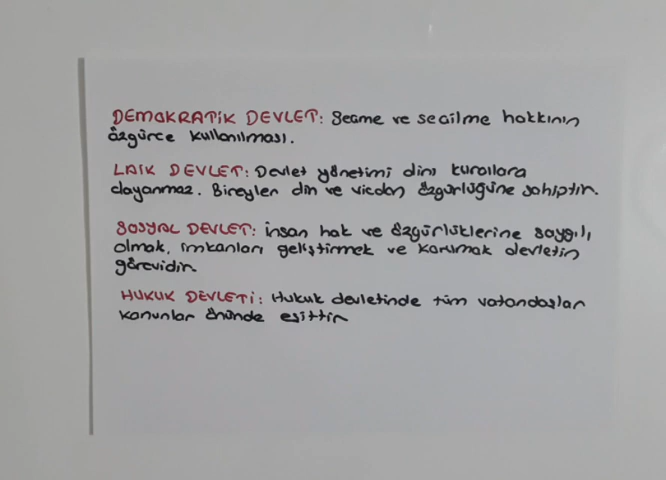 DEMOKRATİK DEVLET: Seçme ve seçilme hakkının
özgürce kullanılması.
LAİK DEVLET: Devlet yönetimi dini kurallara
dayanmaz. Bireyler din ve vicdan özgürlüğüne sahiptir.
SOSYAL DEVLET: İnsan hak ve özgürlüklerine saygılı
olmak, imkanları geliştirmek ve korumak devletin
görevidir.
HUKUK DEVLETİ: Hukuk devletinde tüm vatandaşlar
kanunlar önünde eşittir